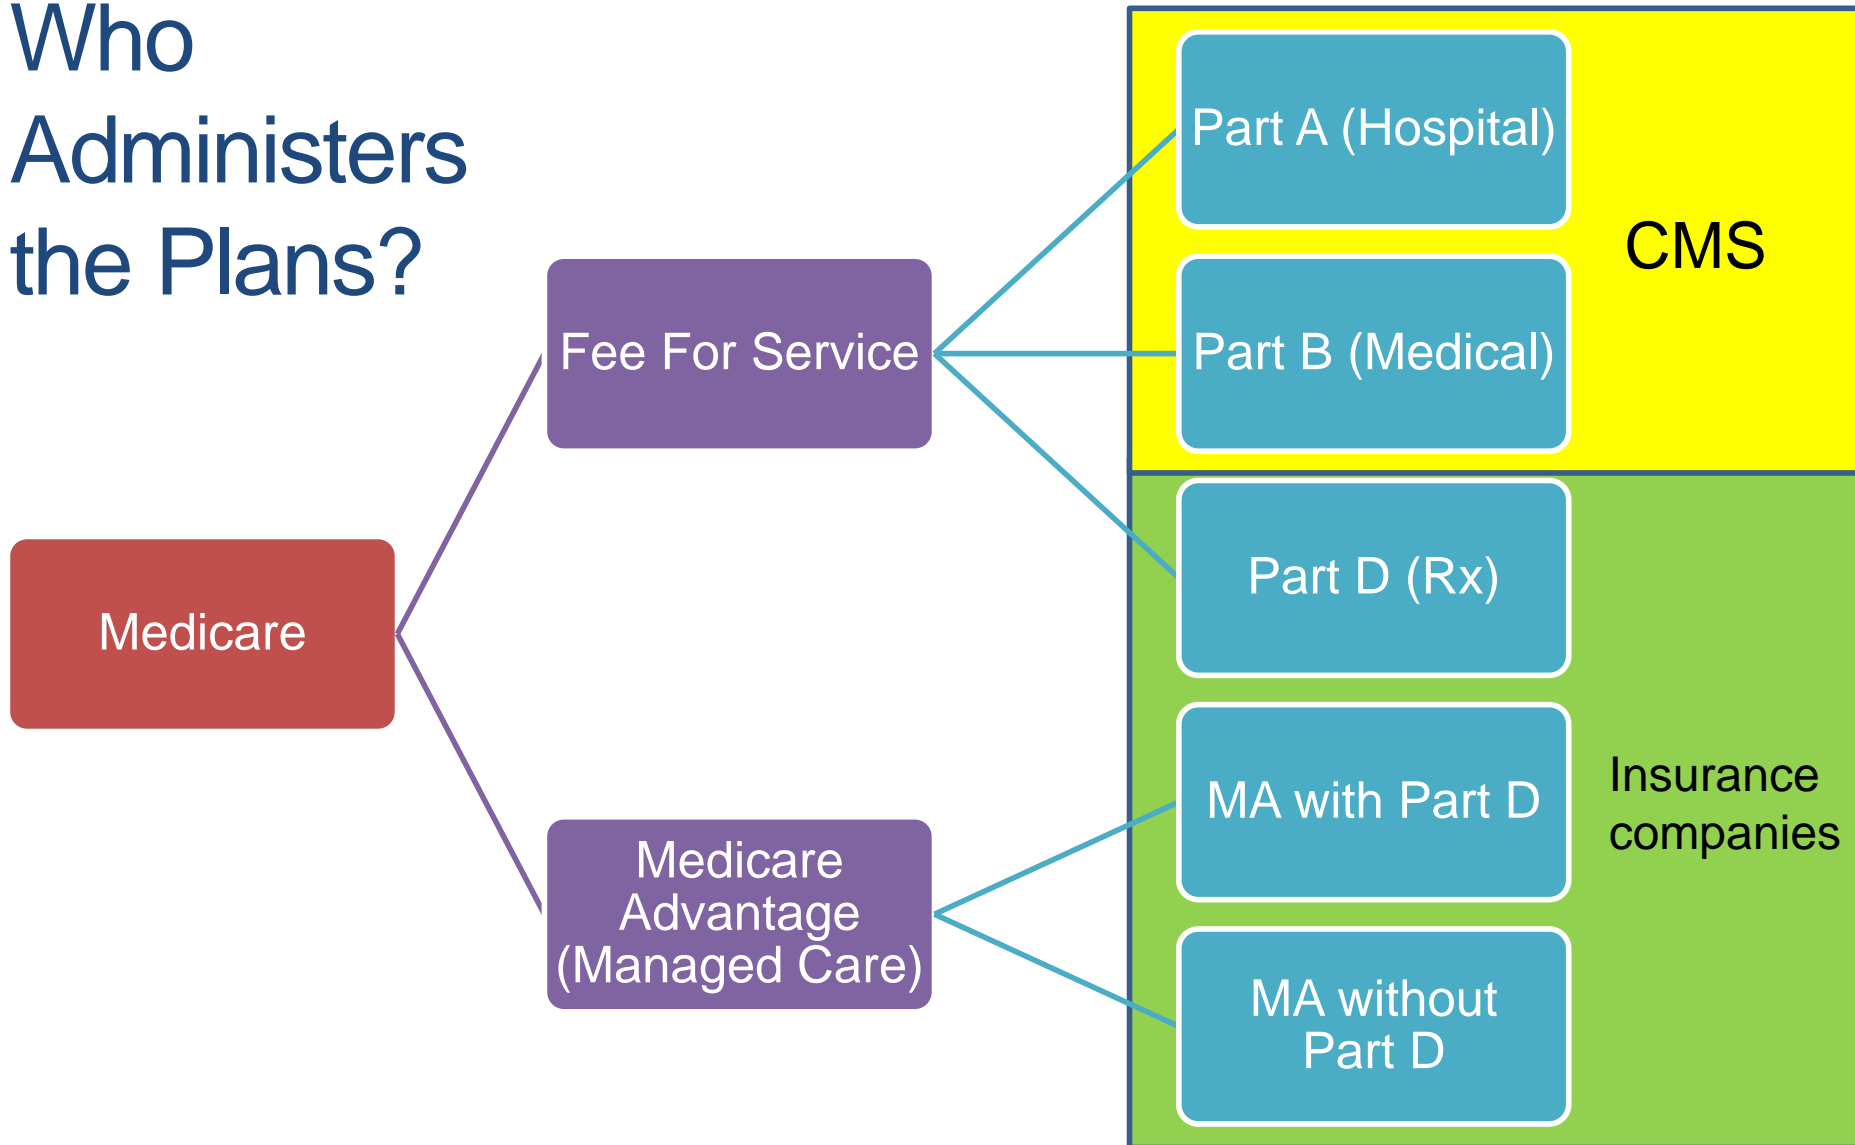 Who
Administers
the Plans?
Medicare
Fee For Service
Medicare
Advantage
(Managed Care)
Part A (Hospital)
Part B (Medical)
Part D (Rx)
MA with Part D
MA without
Part D
CMS
Insurance
companies